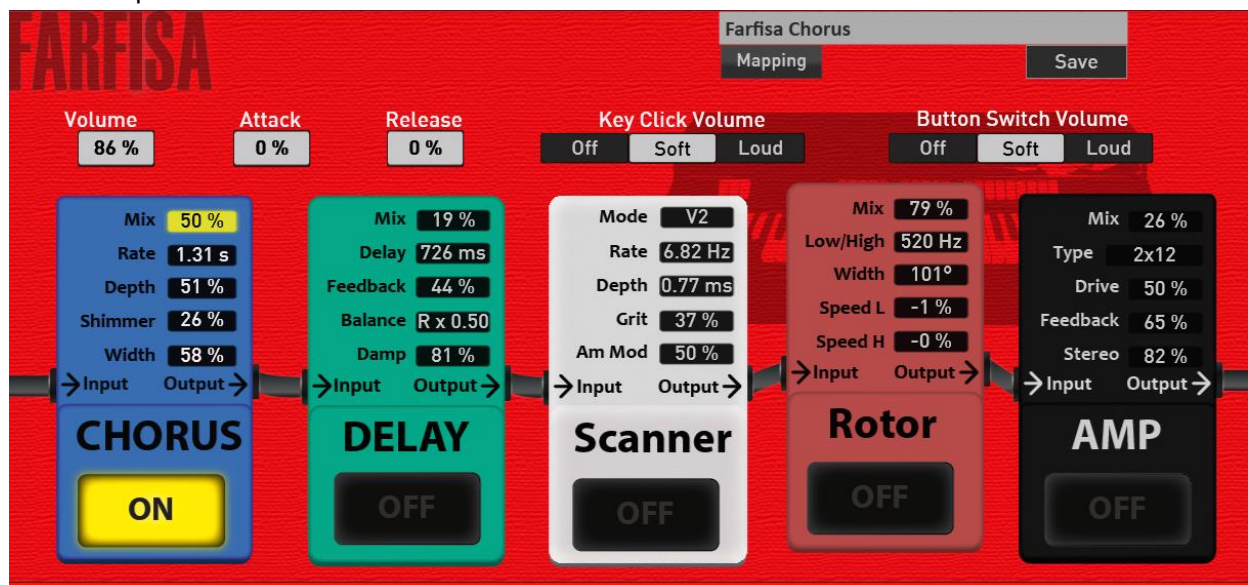 FARFISA
Farfisa Chorus
Mapping Save
Volume Attack Release Key Click Volume Button Switch Volume
86 % 0 % 0 % Off Soft Loud Off Soft Loud
Mix 50 %
Rate 1.31 s
Depth 51 %
Shimmer 26 %
Width 58 %
Input Output
CHORUS
ON
Mix 19 %
Delay 726 ms
Feedback 44 %
Balance R x 0.50
Damp 81 %
Input Output
DELAY
OFF
Mode V2
Rate 6.82 Hz
Depth 0.77 ms
Grit 37 %
Am Mod 50 %
Input Output
Scanner
OFF
Mix 79 %
Low/High 520 Hz
Width 101°
Speed L -1 %
Speed H -0 %
Input Output
Rotor
OFF
Mix 26 %
Type 2x12
Drive 50 %
Feedback 65 %
Stereo 82 %
Input Output
AMP
OFF